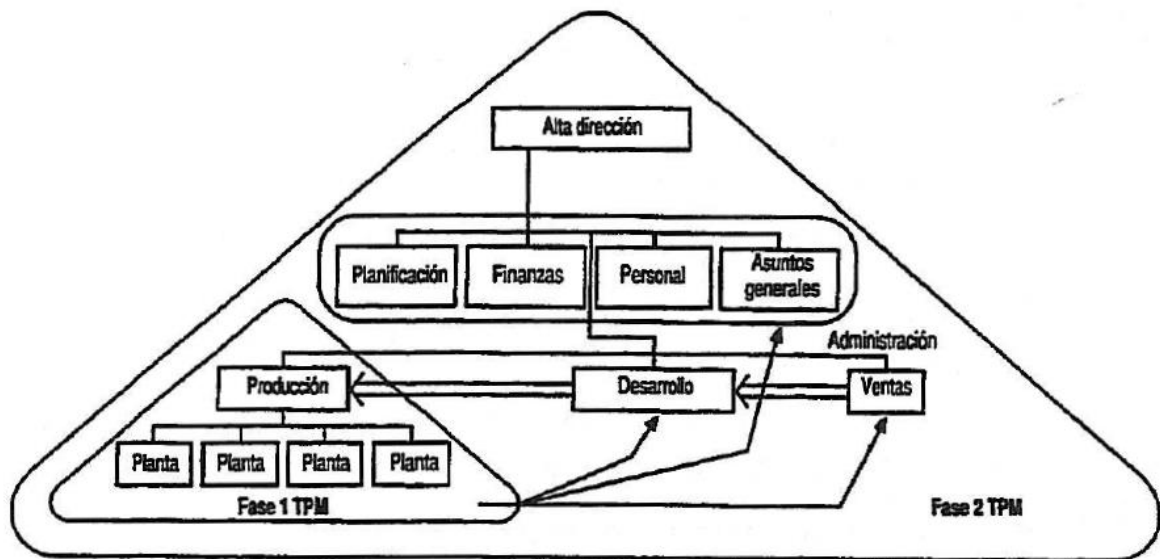 Alta dirección
Planificación
Finanzas
Personal
Asuntos
generales
Administración
Producción
Desarrollo
Ventas
Planta
Planta
Planta
Planta
Fase 1 TPM
Fase 2 TPM